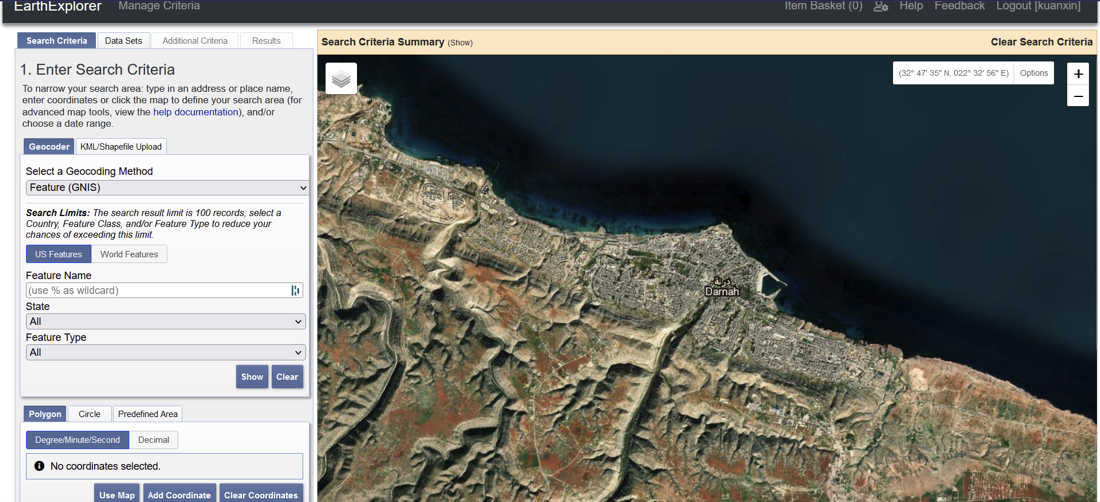 EarthExplorer
Manage Criteria
Item Basket (0)
Help
Feedback
Logout [kuanxin]
Search Criteria
Data Sets
Additional Criteria
Results
1. Enter Search Criteria
To narrow your search area: type in an address or place name,
enter coordinates or click the map to define your search area (for
advanced map tools, view the help documentation), and/or
choose a date range.
Geocoder
KML/Shapefile Upload
Select a Geocoding Method
Feature (GNIS)
Search Limits: The search result limit is 100 records; select a
Country, Feature Class, and/or Feature Type to reduce your
chances of exceeding this limit.
US Features
World Features
Feature Name
(use % as wildcard)
State
All
Feature Type
All
Show
Clear
Polygon
Circle
Predefined Area
Degree/Minute/Second
Decimal
No coordinates selected.
Use Map
Add Coordinate
Clear Coordinates
Search Criteria Summary (Show)
Clear Search Criteria
(32° 47' 35" N, 022° 32' 56" E)
Options
+
−
درنة
Darnah